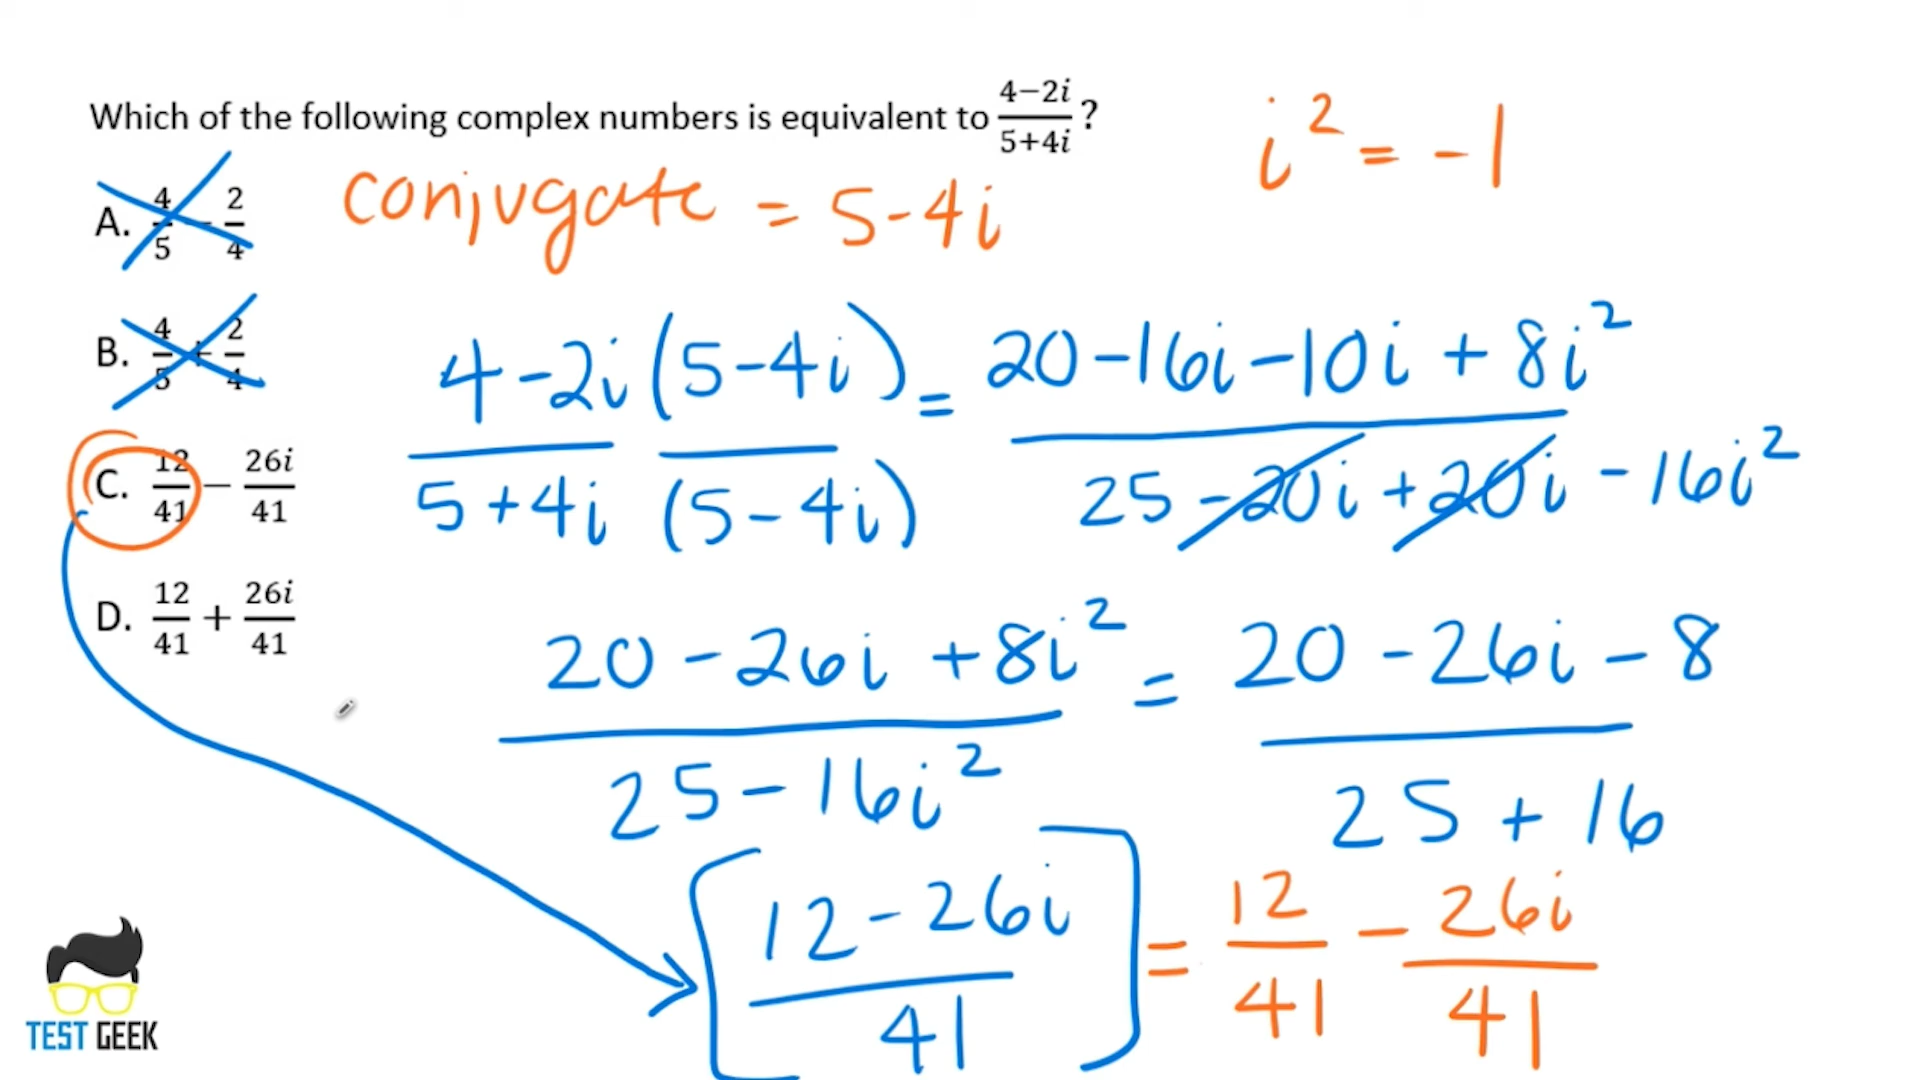 Which of the following complex numbers is equivalent to (4−2i)/(5+4i)?
i² = -1
conjugate = 5-4i
A. 4/5 − 2/4
B. 4/5 + 2/4
C. 12/41 − 26i/41
D. 12/41 + 26i/41
4-2i (5-4i) / 5+4i (5-4i) = 20-16i-10i+8i² / 25-20i+20i-16i²
20-26i+8i² / 25-16i² = 20-26i-8 / 25+16
[12-26i / 41] = 12/41 - 26i/41
TEST GEEK